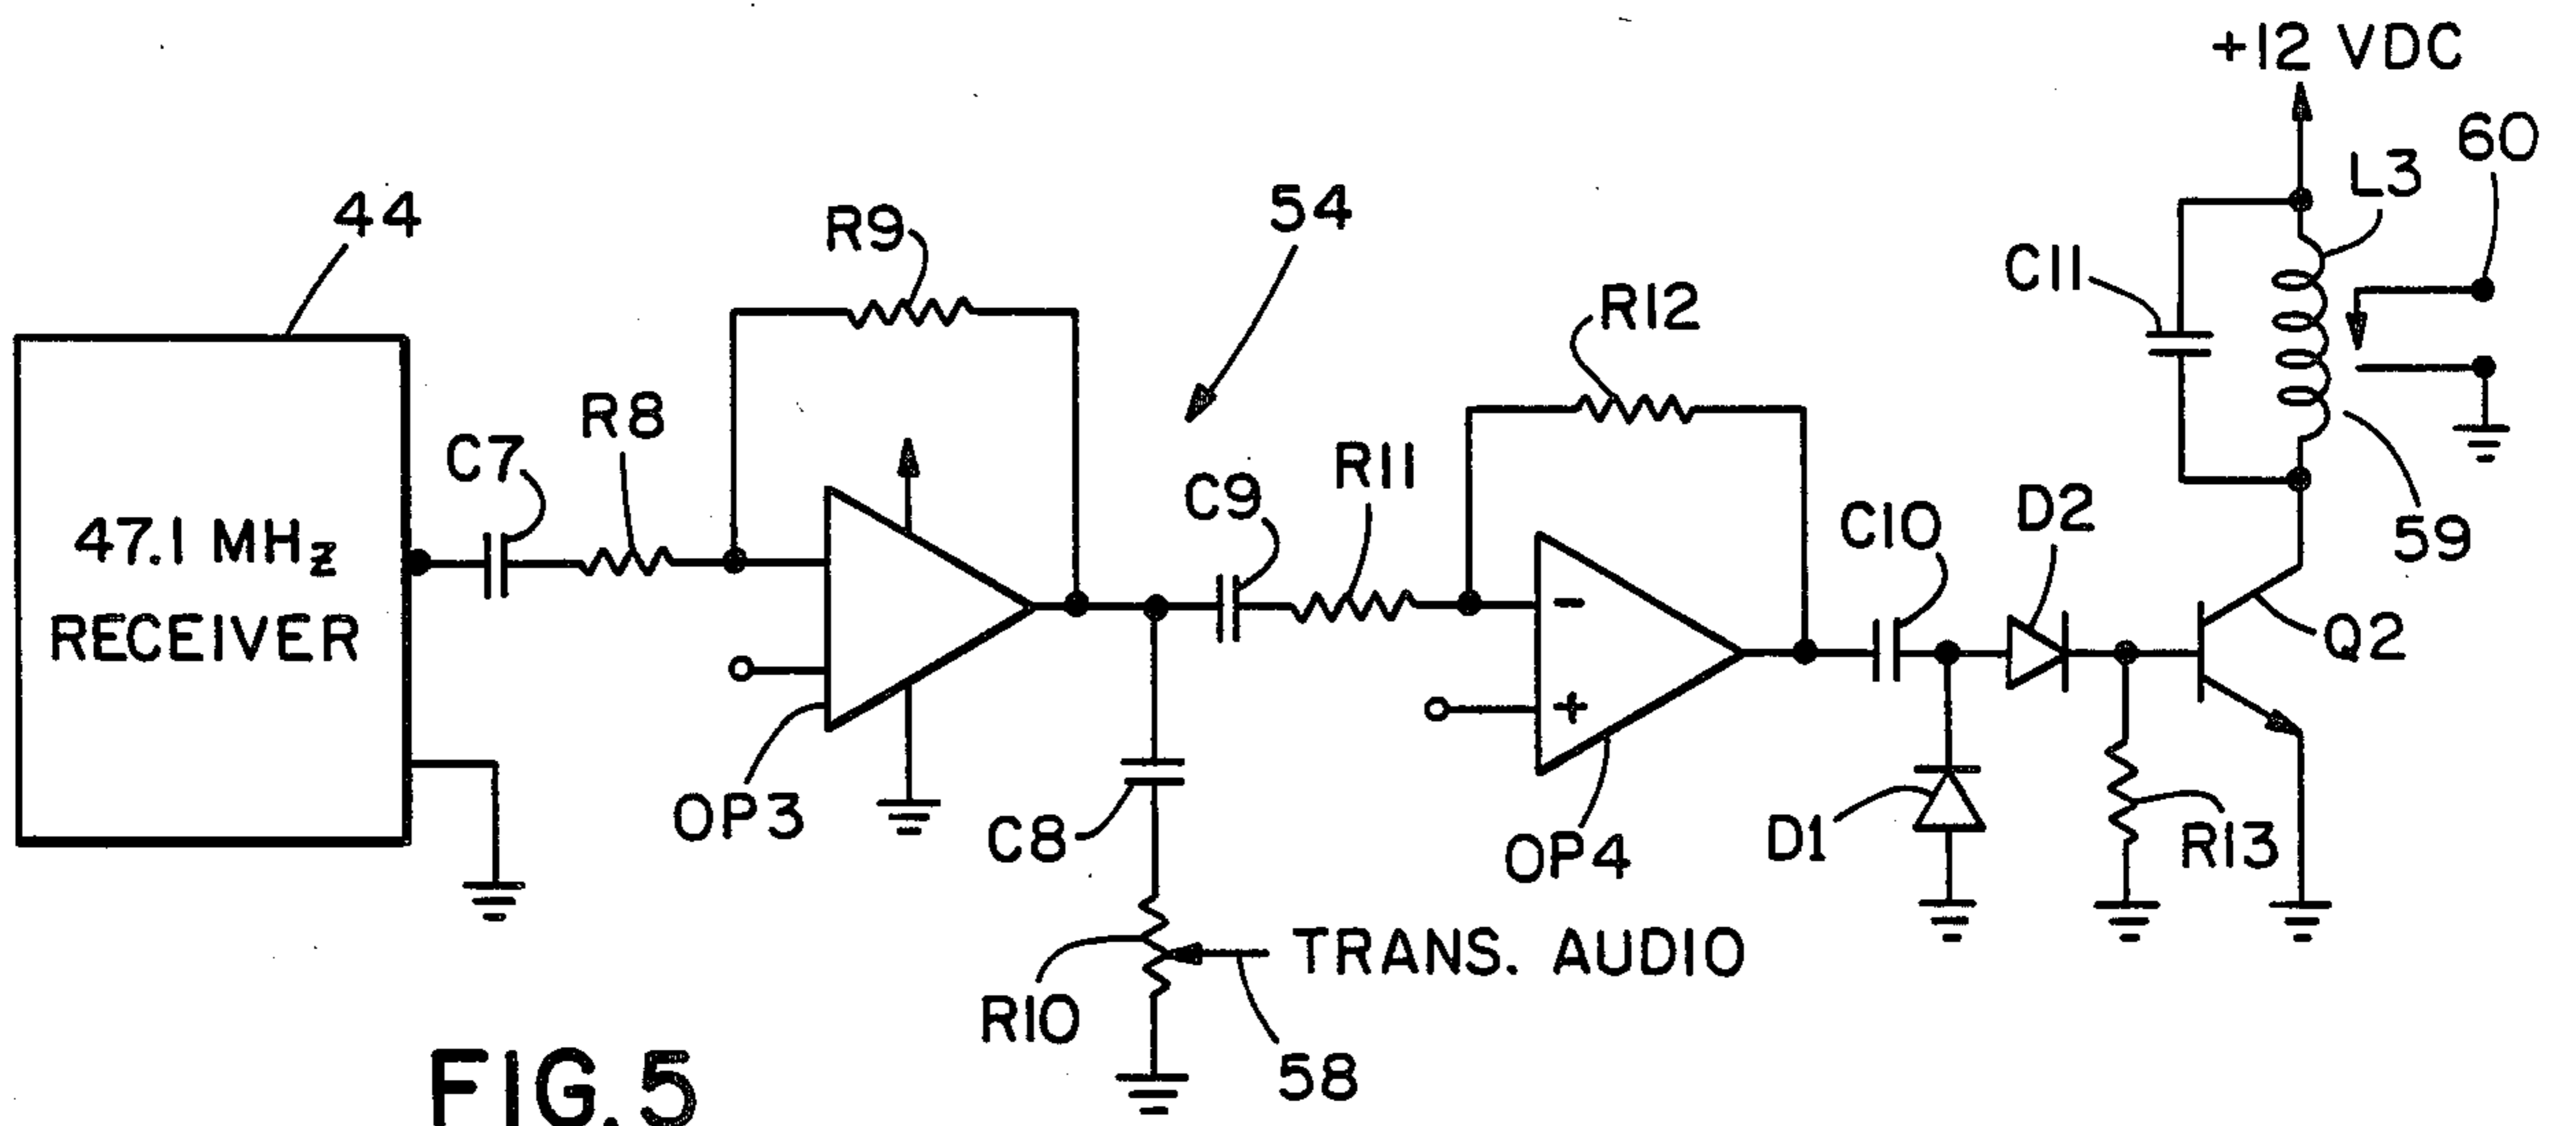 +12 VDC
60
L3
44
54
R9
C11
R12
R8
C7
R11
C9
D2
C10
59
47.1 MHz
RECEIVER
-
Q2
+
OP3
C8
OP4
D1
R13
TRANS. AUDIO
R10
58
FIG. 5